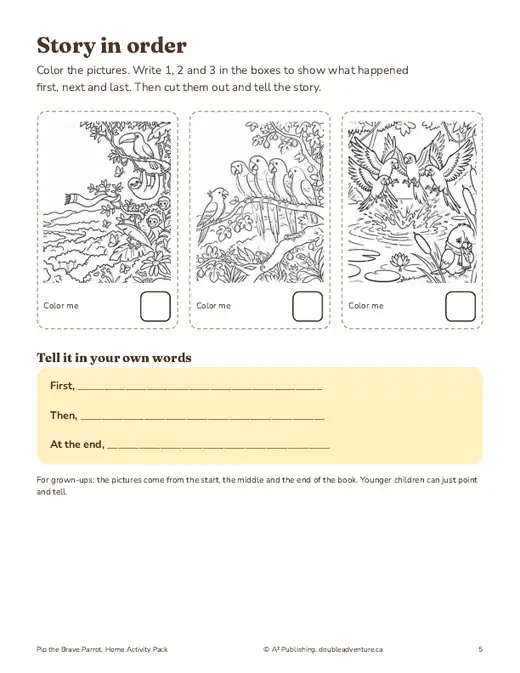 Story in order
Color the pictures. Write 1, 2 and 3 in the boxes to show what happened
first, next and last. Then cut them out and tell the story.
Color me
Color me
Color me
Tell it in your own words
First, ______________________________________________
Then, ______________________________________________
At the end, __________________________________________
For grown-ups: the pictures come from the start, the middle and the end of the book. Younger children can just point
and tell.
Pip the Brave Parrot, Home Activity Pack
© A² Publishing, doubleadventure.ca
5